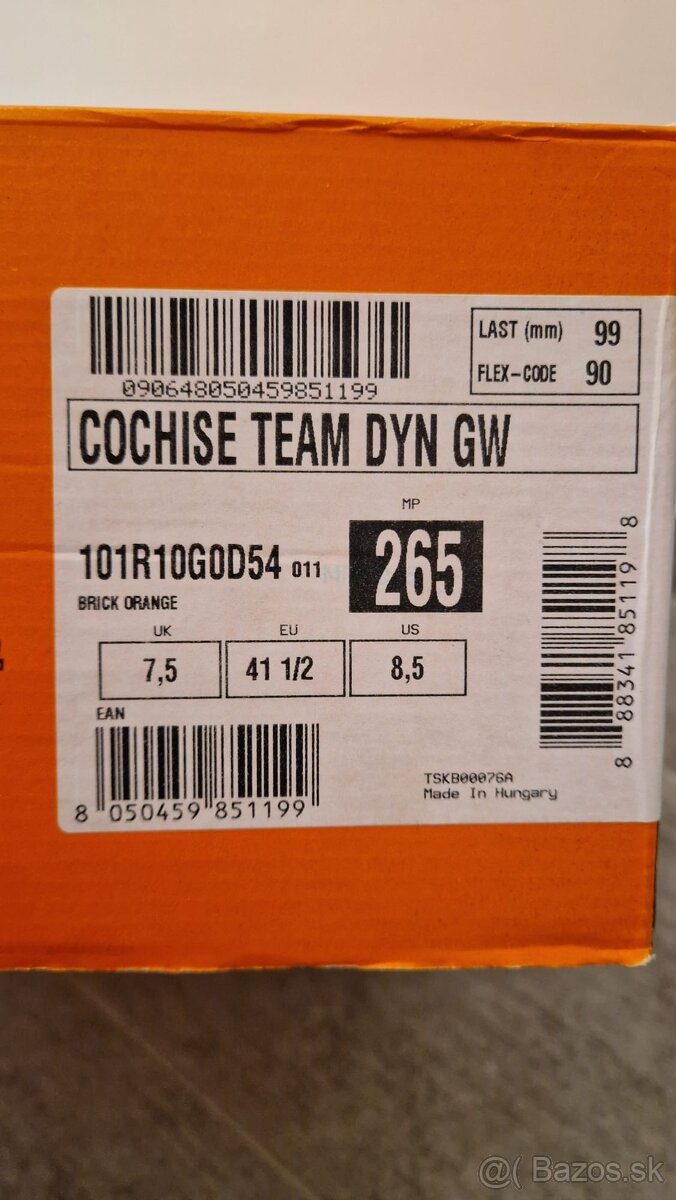 LAST (mm) 99
FLEX-CODE 90
090648050459851199
COCHISE TEAM DYN GW
MP
101R10G0D54 011
265
BRICK ORANGE
UK EU US
7,5 41 1/2 8,5
8 88341 85119 8
EAN
8 050459 851199
TSKB00076A
Made In Hungary
@( Bazos.sk